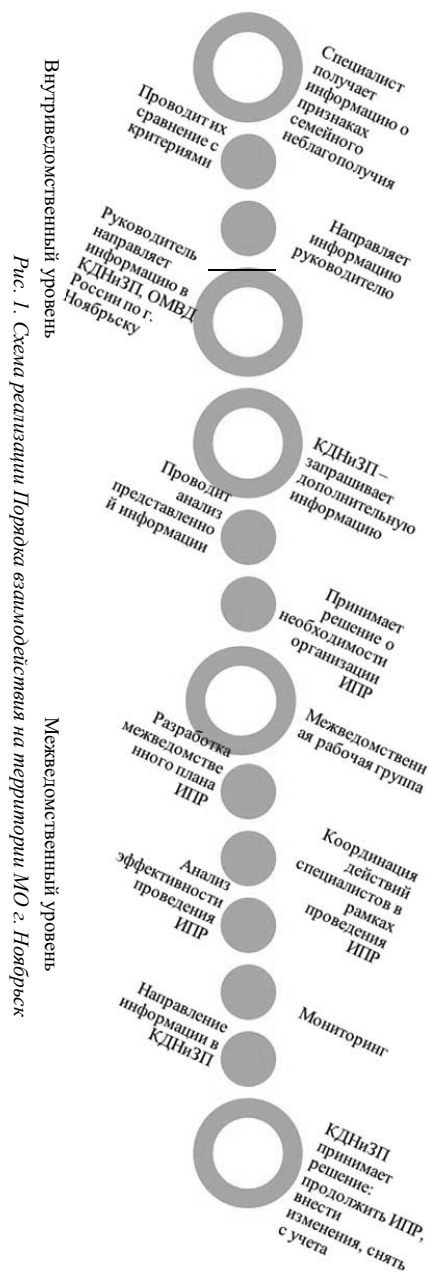 Специалист
получает
информацию о
признаках
семейного
неблагополучия
Проводит их
сравнение с
критериями
Направляет
информацию
руководителю
Руководитель
направляет
информацию в
КДНиЗП, ОМВД
России по г.
Ноябрьску
КДНиЗП –
запрашивает
дополнительную
информацию
Проводит
анализ
представленно
й информации
Принимает
решение о
необходимости
организации
ИПР
Межведомственн
ая рабочая группа
Разработка
межведомстве
нного плана
ИПР
Координация
действий
специалистов в
рамках
проведения
ИПР
Анализ
эффективности
проведения
ИПР
Мониторинг
Направление
информации в
КДНиЗП
КДНиЗП
принимает
решение:
продолжить ИПР,
внести
изменения, снять
с учета
Внутриведомственный уровень
Межведомственный уровень
Рис. 1. Схема реализации Порядка взаимодействия на территории МО г. Ноябрьск